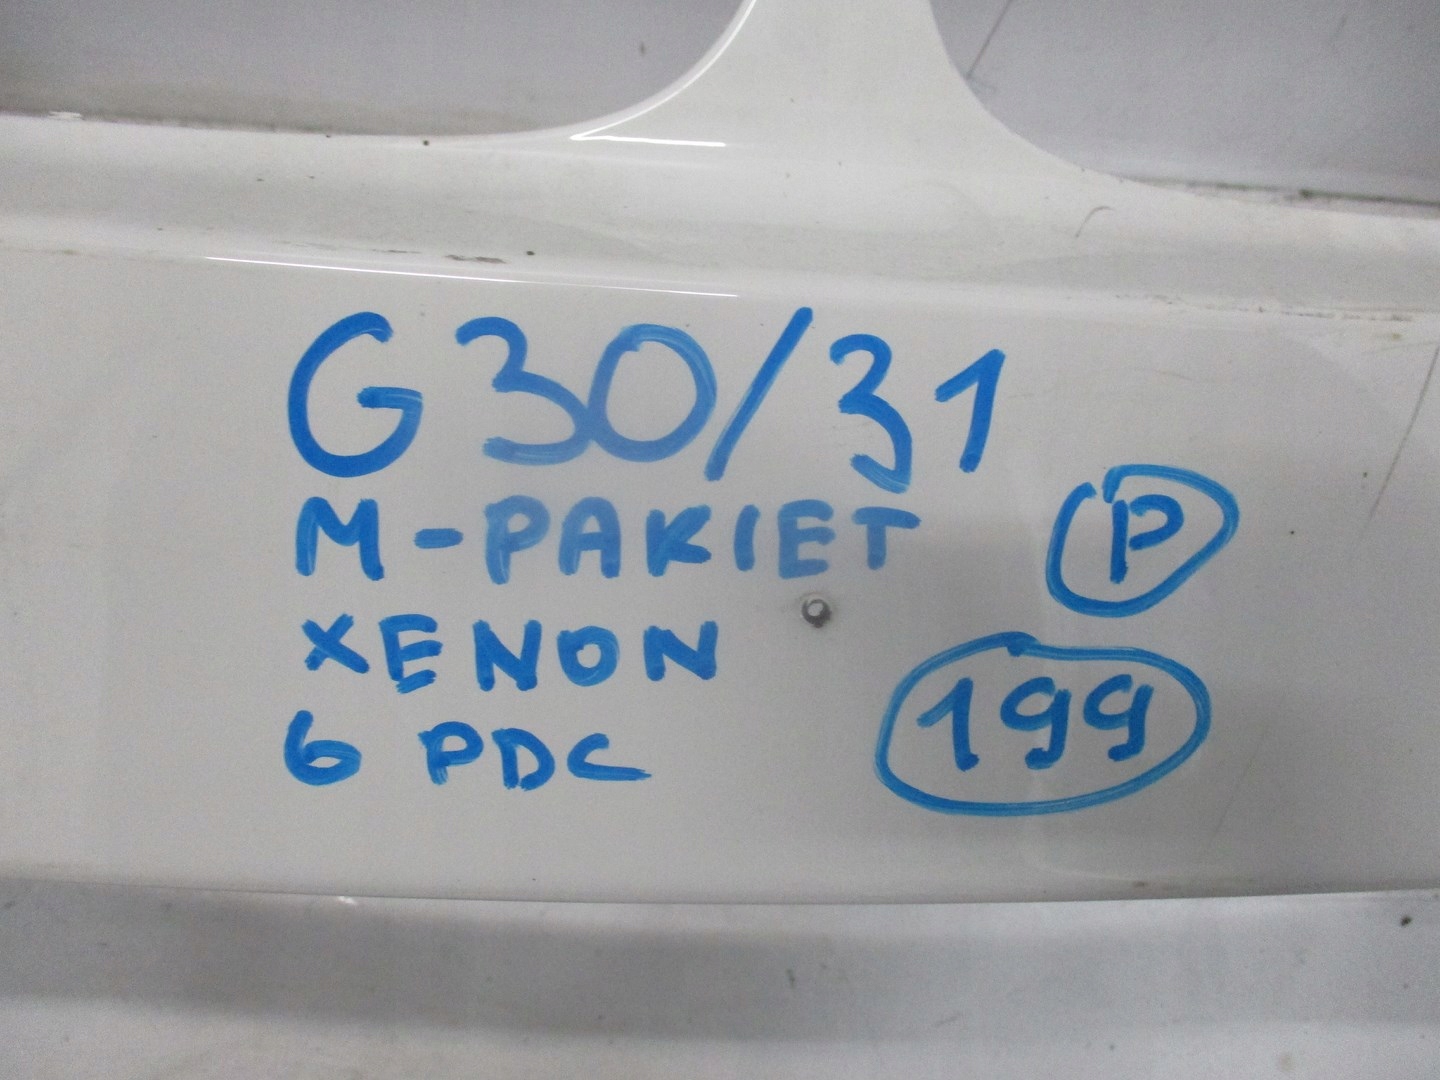 G30/31
M-PAKIET
P
XENON
199
6 PDC